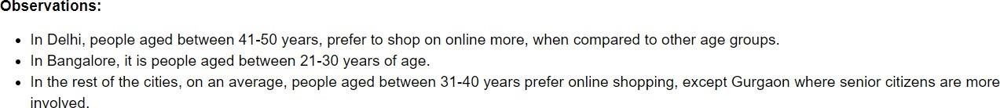 Observations:
• In Delhi, people aged between 41-50 years, prefer to shop on online more, when compared to other age groups.
• In Bangalore, it is people aged between 21-30 years of age.
• In the rest of the cities, on an average, people aged between 31-40 years prefer online shopping, except Gurgaon where senior citizens are more
involved.